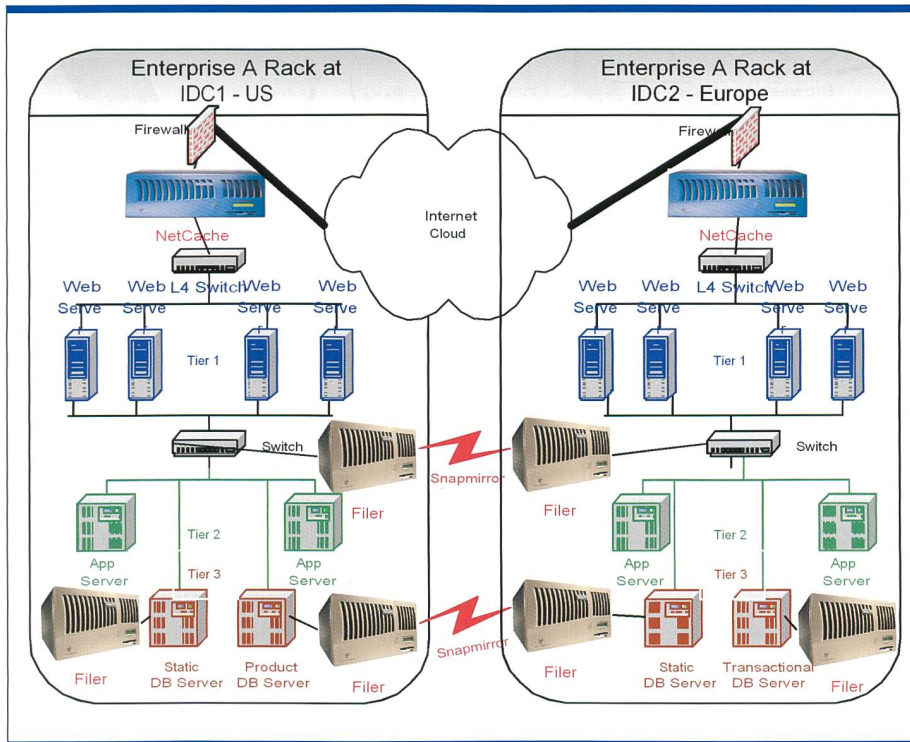 Enterprise A Rack at
IDC1 - US
Firewall
NetCache
L4 Switch
Web
Serve
r
Web
Serve
r
Web
Serve
r
Web
Serve
Tier 1
Switch
Filer
Tier 2
App
Server
App
Server
Tier 3
Filer
Static
DB Server
Product
DB Server
Filer
Internet
Cloud
Snapmirror
Snapmirror
Enterprise A Rack at
IDC2 - Europe
Firewall
NetCache
L4 Switch
Web
Serve
Web
Serve
Web
Serve
r
Web
Serve
Tier 1
Switch
Filer
Tier 2
App
Server
App
Server
Tier 3
Filer
Static
DB Server
Transactional
DB Server
Filer